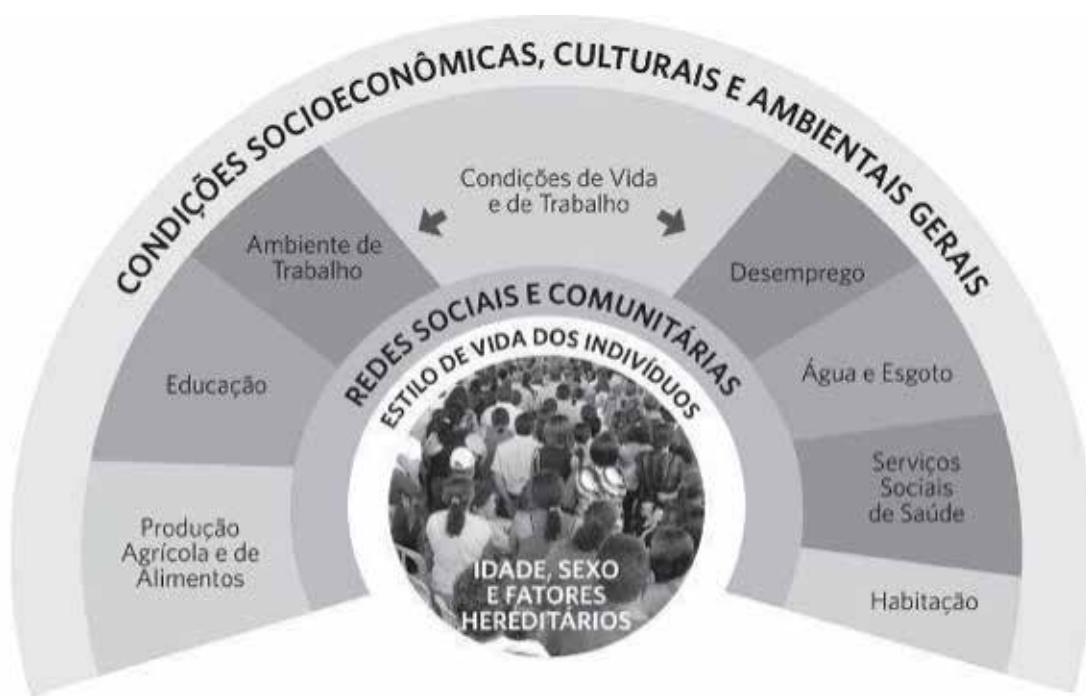 CONDIÇÕES SOCIOECONÔMICAS, CULTURAIS E AMBIENTAIS GERAIS
Condições de Vida
e de Trabalho
Ambiente de
Trabalho
Desemprego
REDES SOCIAIS E COMUNITÁRIAS
ESTILO DE VIDA DOS INDIVÍDUOS
Educação
Água e Esgoto
Serviços
Sociais
de Saúde
Produção
Agrícola e de
Alimentos
IDADE, SEXO
E FATORES
HEREDITÁRIOS
Habitação